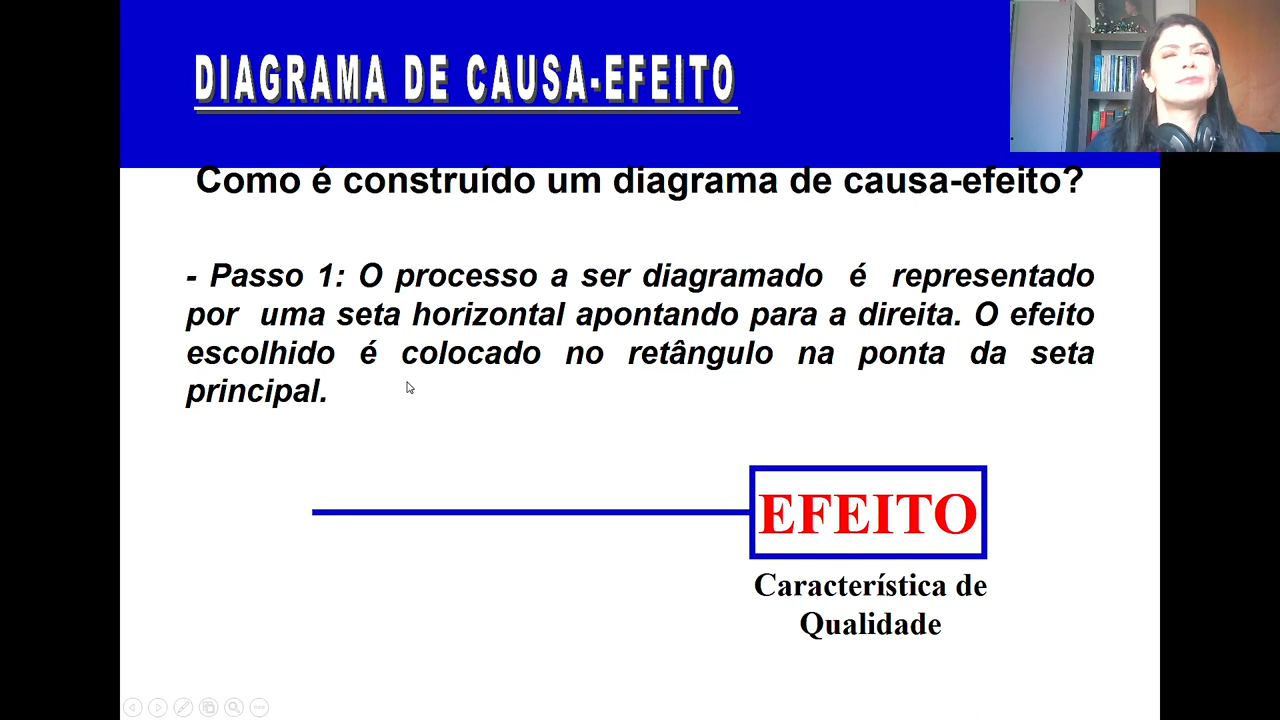 DIAGRAMA DE CAUSA-EFEITO
Como é construído um diagrama de causa-efeito?
- Passo 1: O processo a ser diagramado é representado
por uma seta horizontal apontando para a direita. O efeito
escolhido é colocado no retângulo na ponta da seta
principal.
EFEITO
Característica de
Qualidade